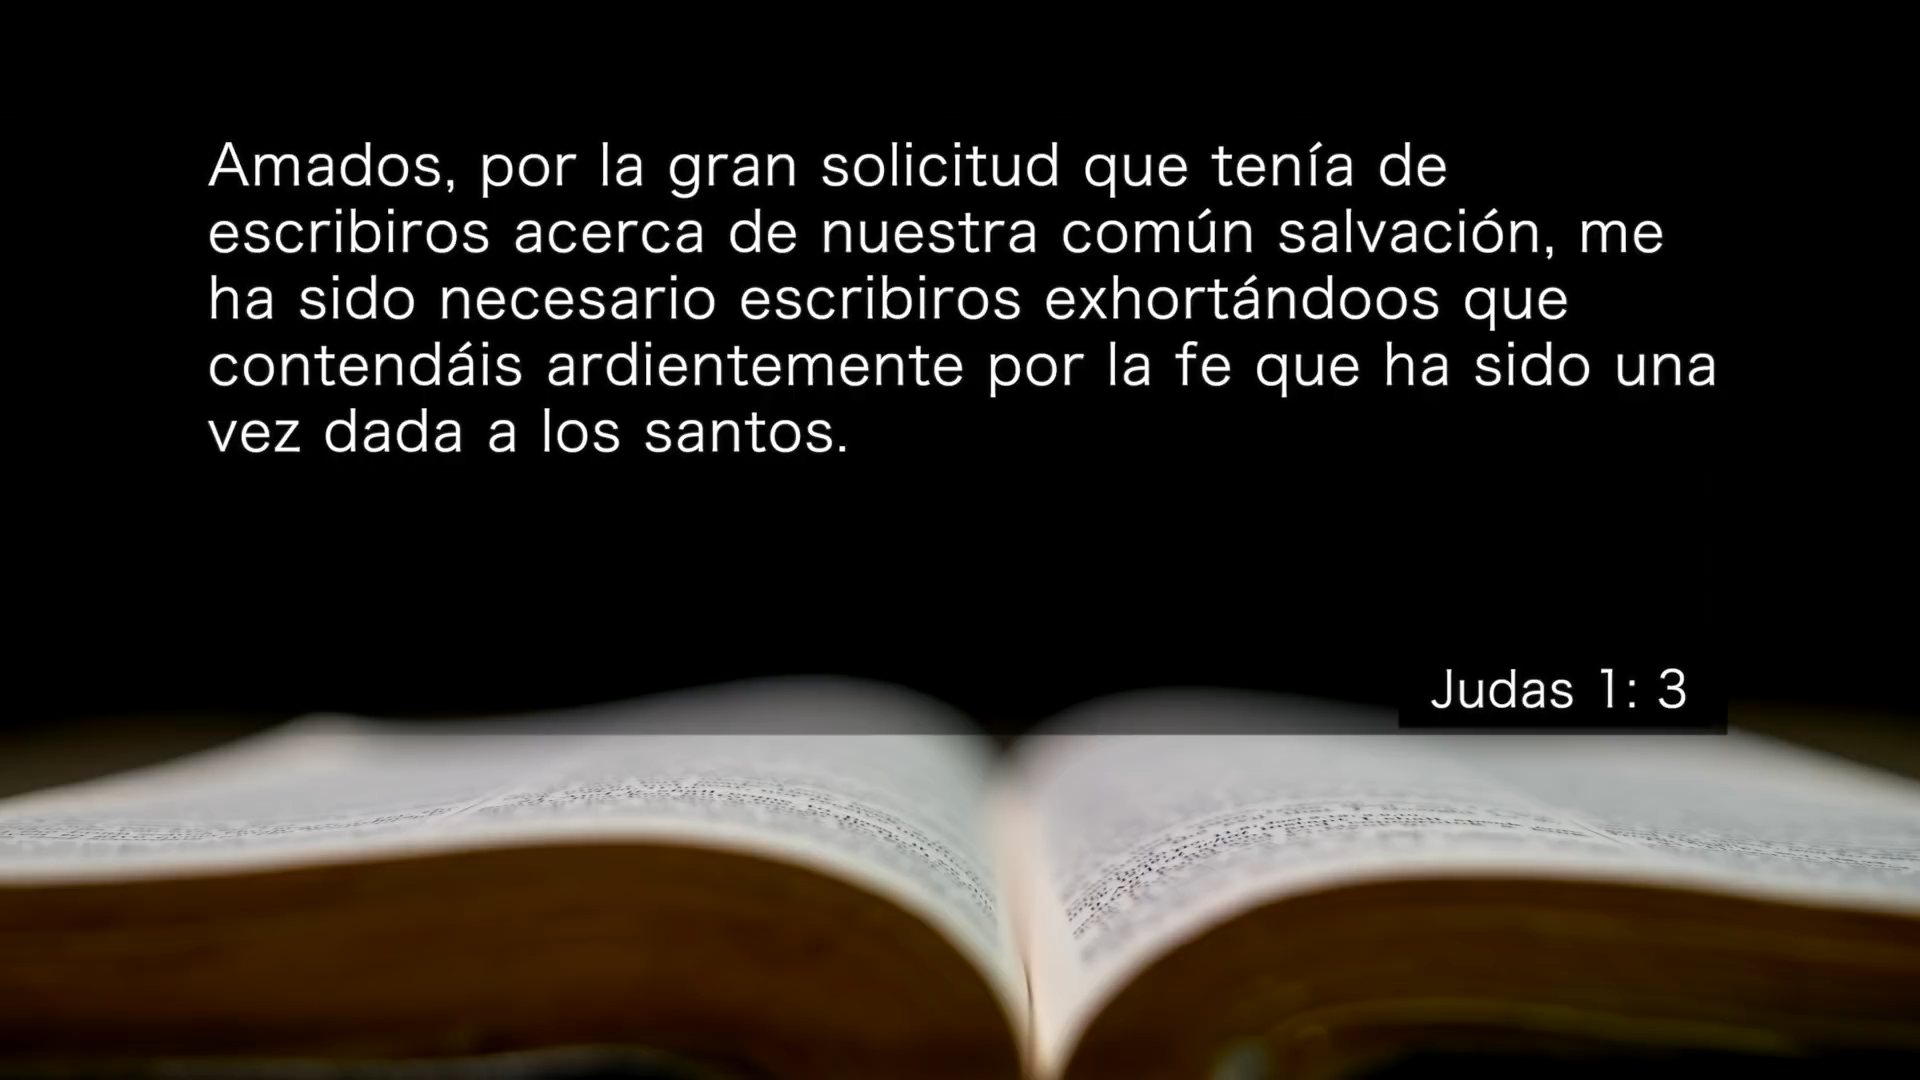 Amados, por la gran solicitud que tenía de
escribiros acerca de nuestra común salvación, me
ha sido necesario escribiros exhortándoos que
contendáis ardientemente por la fe que ha sido una
vez dada a los santos.
Judas 1: 3